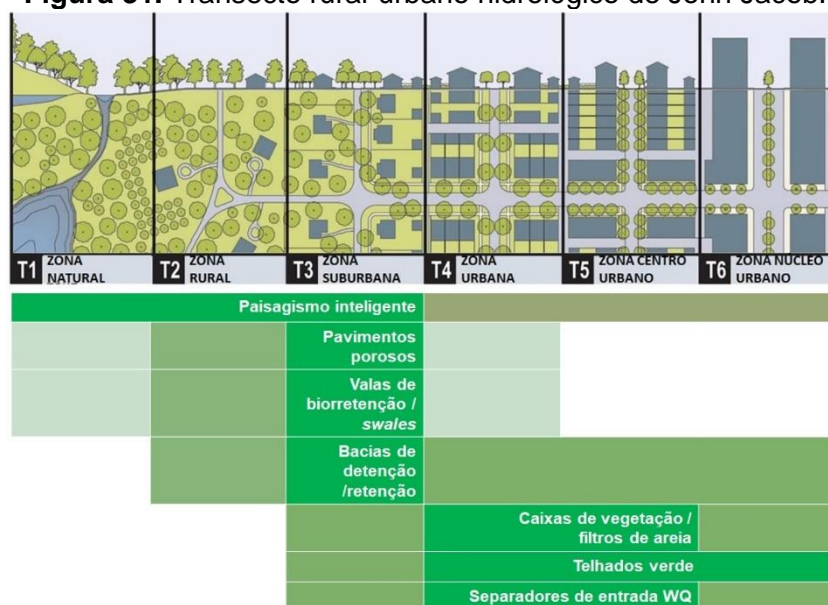 Figura 31: Transecto rural-urbano hidrológico de John Jacob.
T1 ZONA NATURAL
T2 ZONA RURAL
T3 ZONA SUBURBANA
T4 ZONA URBANA
T5 ZONA CENTRO URBANO
T6 ZONA NÚCLEO URBANO
Paisagismo inteligente
Pavimentos
porosos
Valas de
biorretenção /
swales
Bacias de
detenção
/retenção
Caixas de vegetação /
filtros de areia
Telhados verde
Separadores de entrada WQ